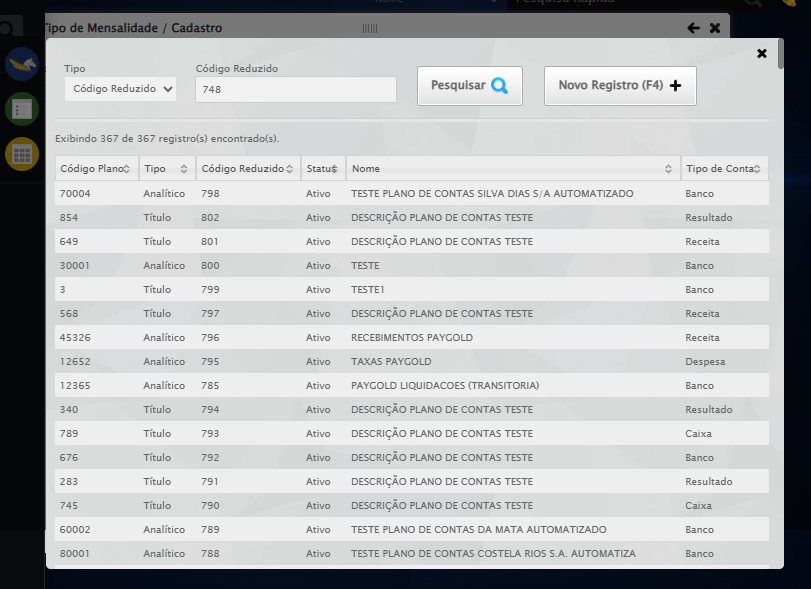 Nome
Pesquisa Rápida
Tipo de Mensalidade / Cadastro
Tipo
Código Reduzido
Código Reduzido
748
Pesquisar
Novo Registro (F4)
Exibindo 367 de 367 registro(s) encontrado(s).
Código Plano Tipo Código Reduzido Status Nome Tipo de Conta
70004 Analítico 798 Ativo TESTE PLANO DE CONTAS SILVA DIAS S/A AUTOMATIZADO Banco
854 Título 802 Ativo DESCRIÇÃO PLANO DE CONTAS TESTE Resultado
649 Título 801 Ativo DESCRIÇÃO PLANO DE CONTAS TESTE Receita
30001 Analítico 800 Ativo TESTE Banco
3 Título 799 Ativo TESTE1 Banco
568 Título 797 Ativo DESCRIÇÃO PLANO DE CONTAS TESTE Receita
45326 Analítico 796 Ativo RECEBIMENTOS PAYGOLD Receita
12652 Analítico 795 Ativo TAXAS PAYGOLD Despesa
12365 Analítico 785 Ativo PAYGOLD LIQUIDACOES (TRANSITORIA) Banco
340 Título 794 Ativo DESCRIÇÃO PLANO DE CONTAS TESTE Resultado
789 Título 793 Ativo DESCRIÇÃO PLANO DE CONTAS TESTE Caixa
676 Título 792 Ativo DESCRIÇÃO PLANO DE CONTAS TESTE Banco
283 Título 791 Ativo DESCRIÇÃO PLANO DE CONTAS TESTE Resultado
745 Título 790 Ativo DESCRIÇÃO PLANO DE CONTAS TESTE Caixa
60002 Analítico 789 Ativo TESTE PLANO DE CONTAS DA MATA AUTOMATIZADO Banco
80001 Analítico 788 Ativo TESTE PLANO DE CONTAS COSTELA RIOS S.A. AUTOMATIZA Banco